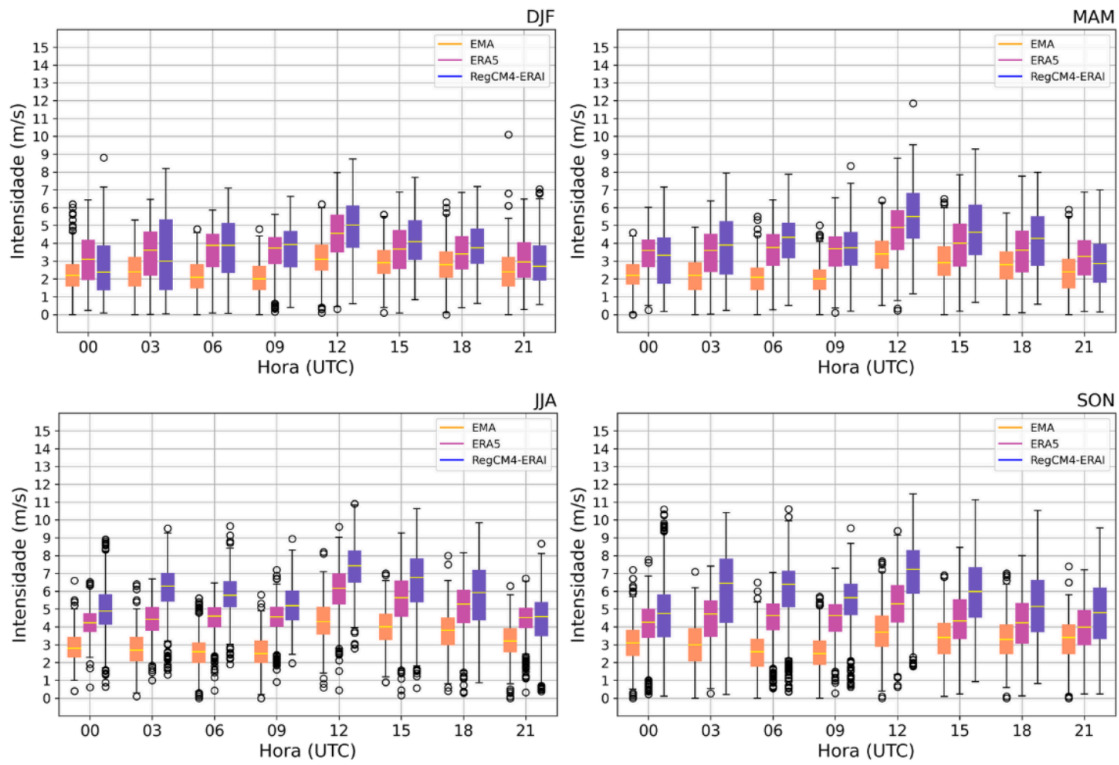 DJF
15
14
13
12
11
10
9
8
7
6
5
4
3
2
1
0
Intensidade (m/s)
EMA
ERA5
RegCM4-ERAI
00 03 06 09 12 15 18 21
Hora (UTC)
MAM
15
14
13
12
11
10
9
8
7
6
5
4
3
2
1
0
Intensidade (m/s)
EMA
ERA5
RegCM4-ERAI
00 03 06 09 12 15 18 21
Hora (UTC)
JJA
15
14
13
12
11
10
9
8
7
6
5
4
3
2
1
0
Intensidade (m/s)
EMA
ERA5
RegCM4-ERAI
00 03 06 09 12 15 18 21
Hora (UTC)
SON
15
14
13
12
11
10
9
8
7
6
5
4
3
2
1
0
Intensidade (m/s)
EMA
ERA5
RegCM4-ERAI
00 03 06 09 12 15 18 21
Hora (UTC)